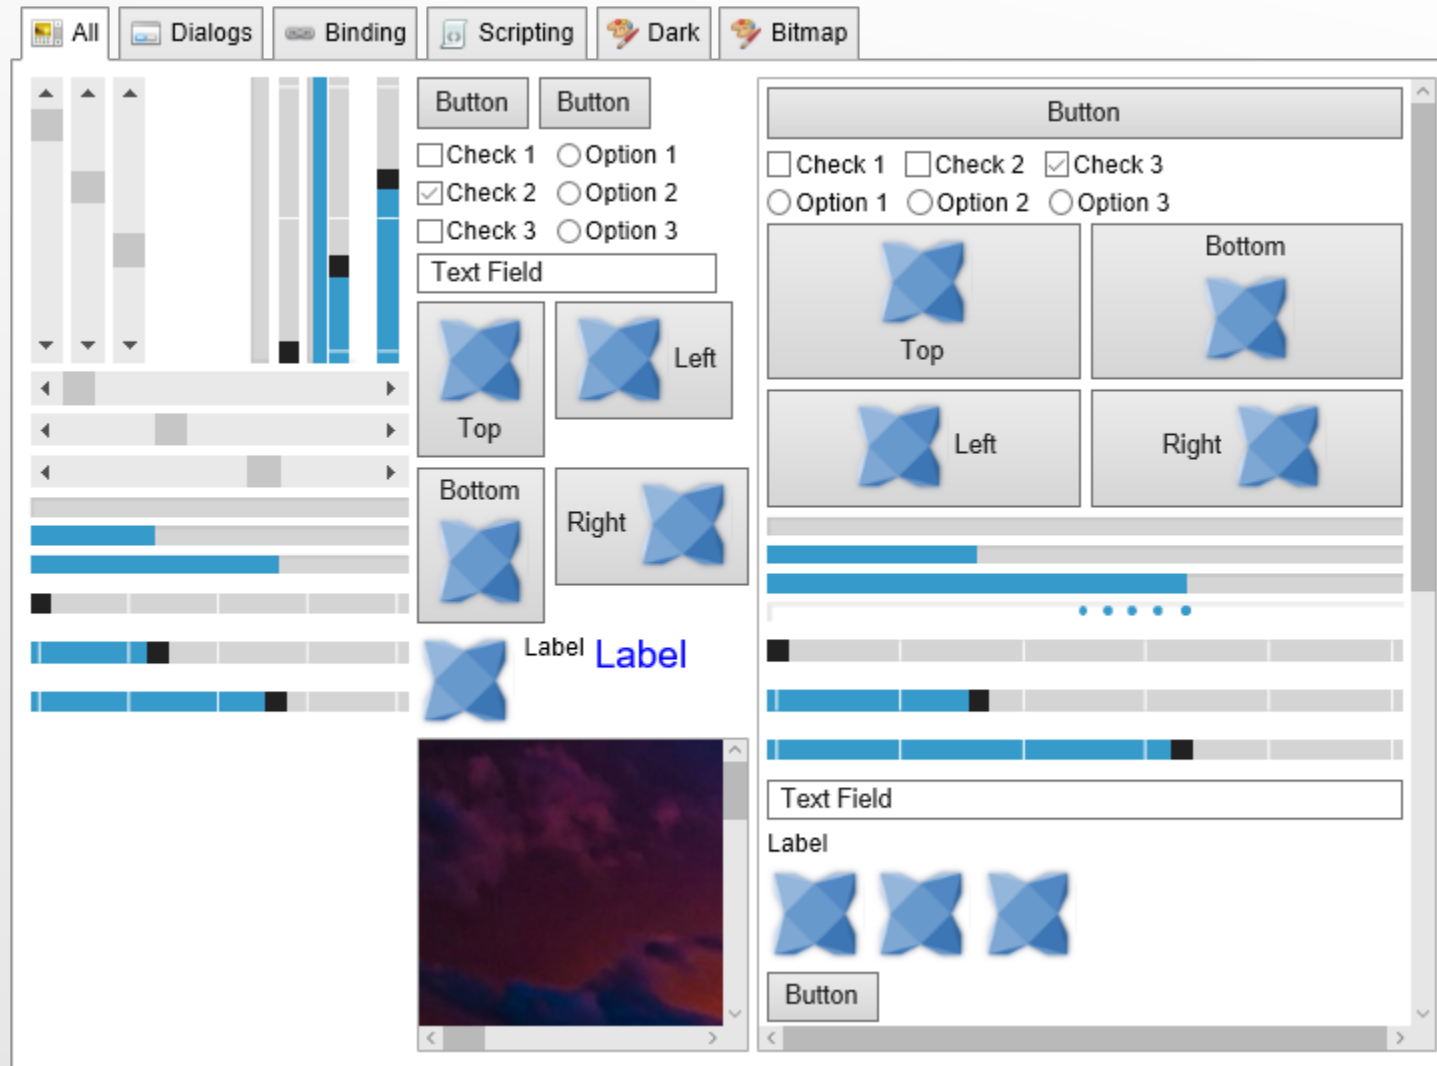 All Dialogs Binding Scripting Dark Bitmap
Button Button
Check 1 Option 1
Check 2 Option 2
Check 3 Option 3
Text Field
Top
Left
Bottom
Right
Label Label
Button
Check 1 Check 2 Check 3
Option 1 Option 2 Option 3
Top
Bottom
Left
Right
Text Field
Label
Button